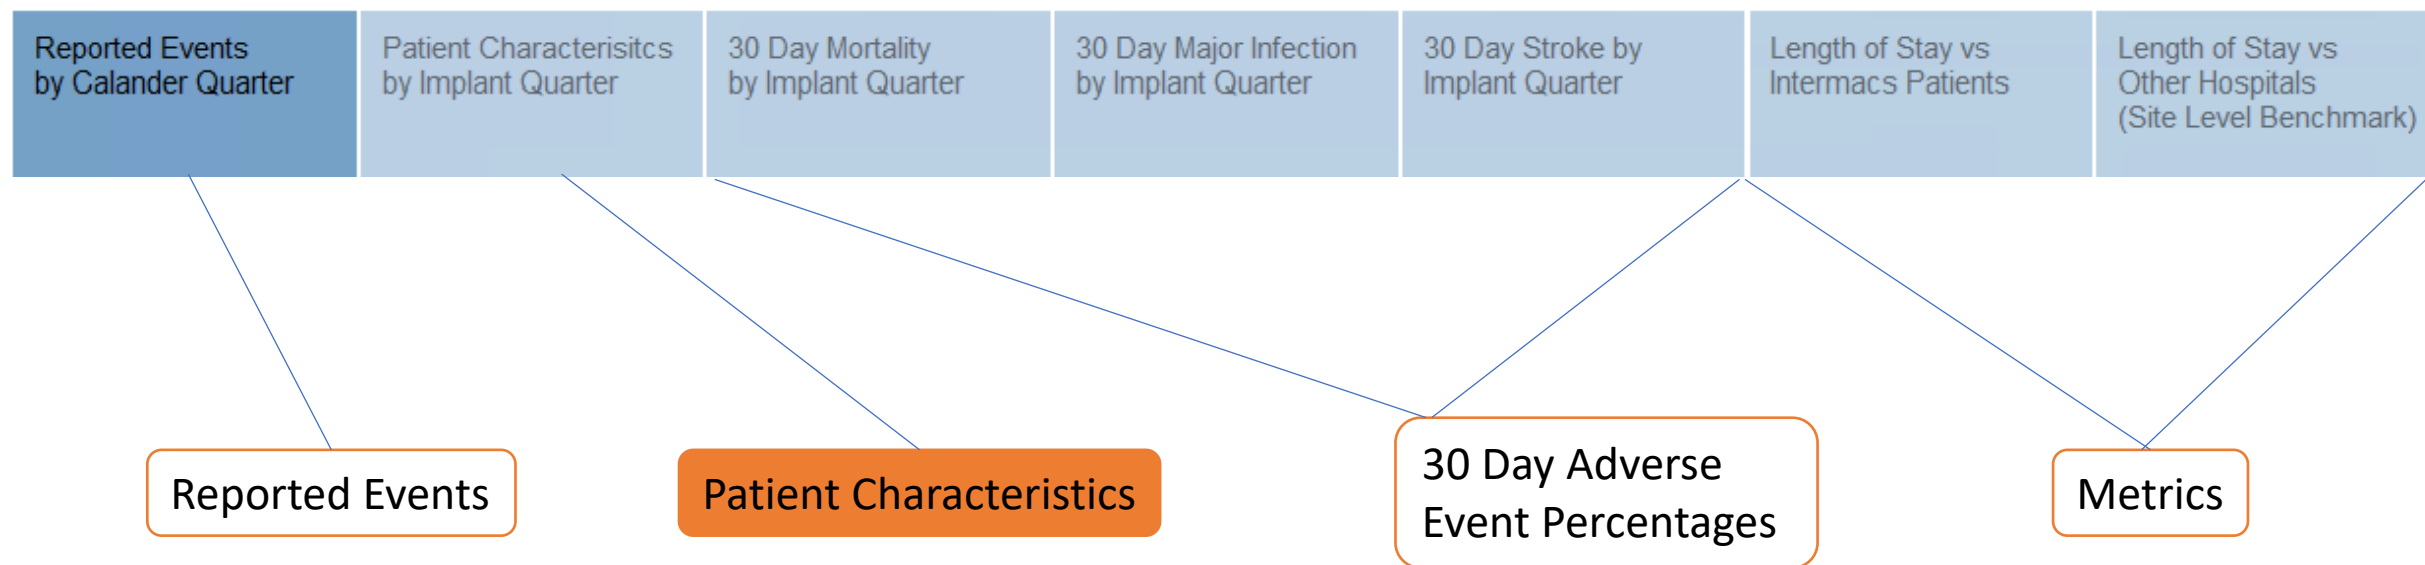 Reported Events
by Calander Quarter
Patient Characterisitcs
by Implant Quarter
30 Day Mortality
by Implant Quarter
30 Day Major Infection
by Implant Quarter
30 Day Stroke by
Implant Quarter
Length of Stay vs
Intermacs Patients
Length of Stay vs
Other Hospitals
(Site Level Benchmark)
Reported Events
Patient Characteristics
30 Day Adverse
Event Percentages
Metrics